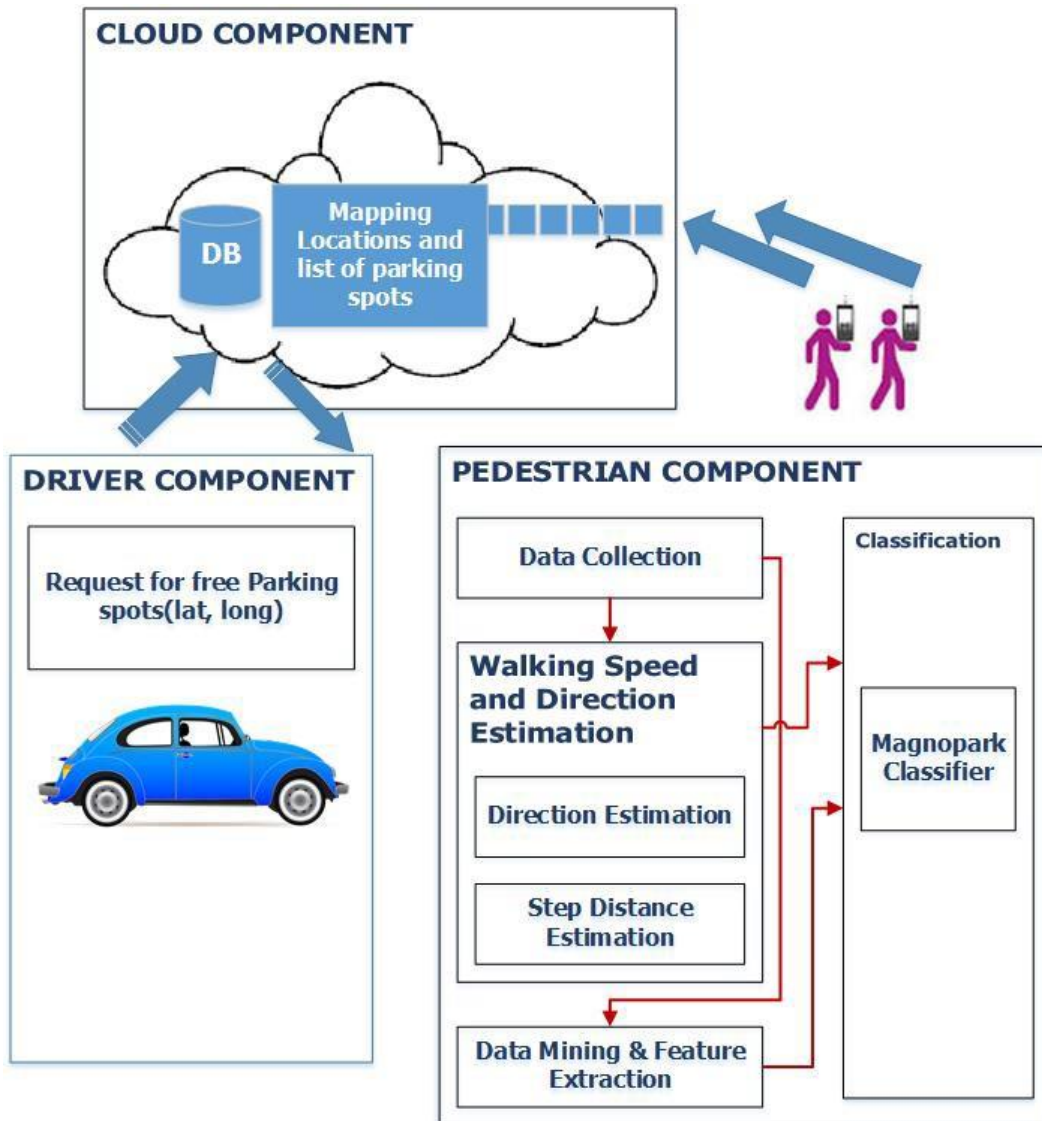 CLOUD COMPONENT
DB
Mapping
Locations and
list of parking
spots
DRIVER COMPONENT
Request for free Parking
spots(lat, long)
PEDESTRIAN COMPONENT
Data Collection
Walking Speed
and Direction
Estimation
Direction Estimation
Step Distance
Estimation
Data Mining & Feature
Extraction
Classification
Magnopark
Classifier